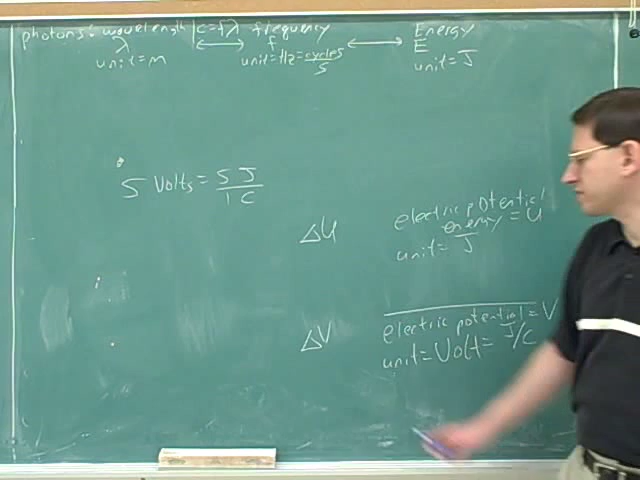 photons: wavelength | c=fλ frequency Energy
λ ⟷ f ⟷ E
unit=m unit=Hz=cycles/s unit=J
5 Volts = 5 J / 1 C
ΔU electric potential
energy = U
unit= J
ΔV electric potential = V
unit= Volt = J/C